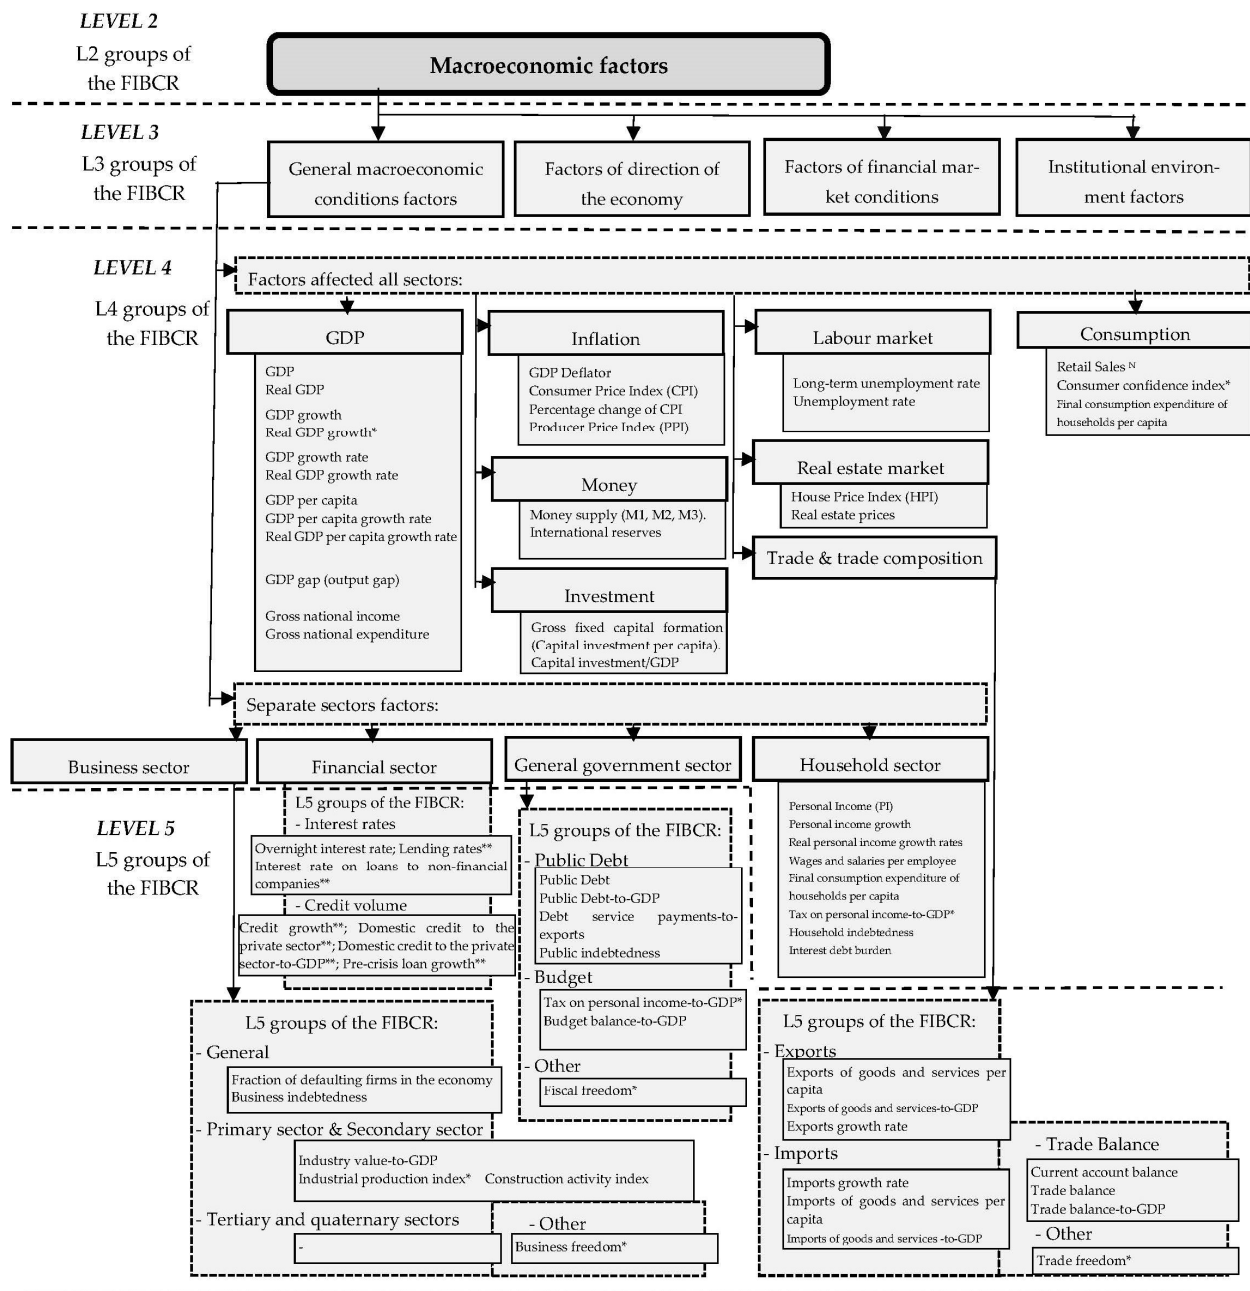 LEVEL 2
L2 groups of
the FIBCR
Macroeconomic factors
LEVEL 3
L3 groups of
the FIBCR
General macroeconomic
conditions factors
Factors of direction of
the economy
Factors of financial mar-
ket conditions
Institutional environ-
ment factors
LEVEL 4
L4 groups of
the FIBCR
Factors affected all sectors:
GDP
GDP
Real GDP
GDP growth
Real GDP growth*
GDP growth rate
Real GDP growth rate
GDP per capita
GDP per capita growth rate
Real GDP per capita growth rate
GDP gap (output gap)
Gross national income
Gross national expenditure
Inflation
GDP Deflator
Consumer Price Index (CPI)
Percentage change of CPI
Producer Price Index (PPI)
Money
Money supply (M1, M2, M3).
International reserves
Investment
Gross fixed capital formation
(Capital investment per capita).
Capital investment/GDP
Labour market
Long-term unemployment rate
Unemployment rate
Real estate market
House Price Index (HPI)
Real estate prices
Trade & trade composition
Consumption
Retail Sales N
Consumer confidence index*
Final consumption expenditure of
households per capita
Separate sectors factors:
Business sector
Financial sector
General government sector
Household sector
LEVEL 5
L5 groups of
the FIBCR
L5 groups of the FIBCR:
- Interest rates
Overnight interest rate; Lending rates**
Interest rate on loans to non-financial
companies**
- Credit volume
Credit growth**; Domestic credit to the
private sector**; Domestic credit to the private
sector-to-GDP**; Pre-crisis loan growth**
L5 groups of the FIBCR:
- Public Debt
Public Debt
Public Debt-to-GDP
Debt service payments-to-
exports
Public indebtedness
- Budget
Tax on personal income-to-GDP*
Budget balance-to-GDP
- Other
Fiscal freedom*
Personal Income (PI)
Personal income growth
Real personal income growth rates
Wages and salaries per employee
Final consumption expenditure of
households per capita
Tax on personal income-to-GDP*
Household indebtedness
Interest debt burden
L5 groups of the FIBCR:
- General
Fraction of defaulting firms in the economy
Business indebtedness
- Primary sector & Secondary sector
Industry value-to-GDP
Industrial production index* Construction activity index
- Tertiary and quaternary sectors
-
- Other
Business freedom*
L5 groups of the FIBCR:
- Exports
Exports of goods and services per
capita
Exports of goods and services-to-GDP
Exports growth rate
- Imports
Imports growth rate
Imports of goods and services per
capita
Imports of goods and services -to-GDP
- Trade Balance
Current account balance
Trade balance
Trade balance-to-GDP
- Other
Trade freedom*